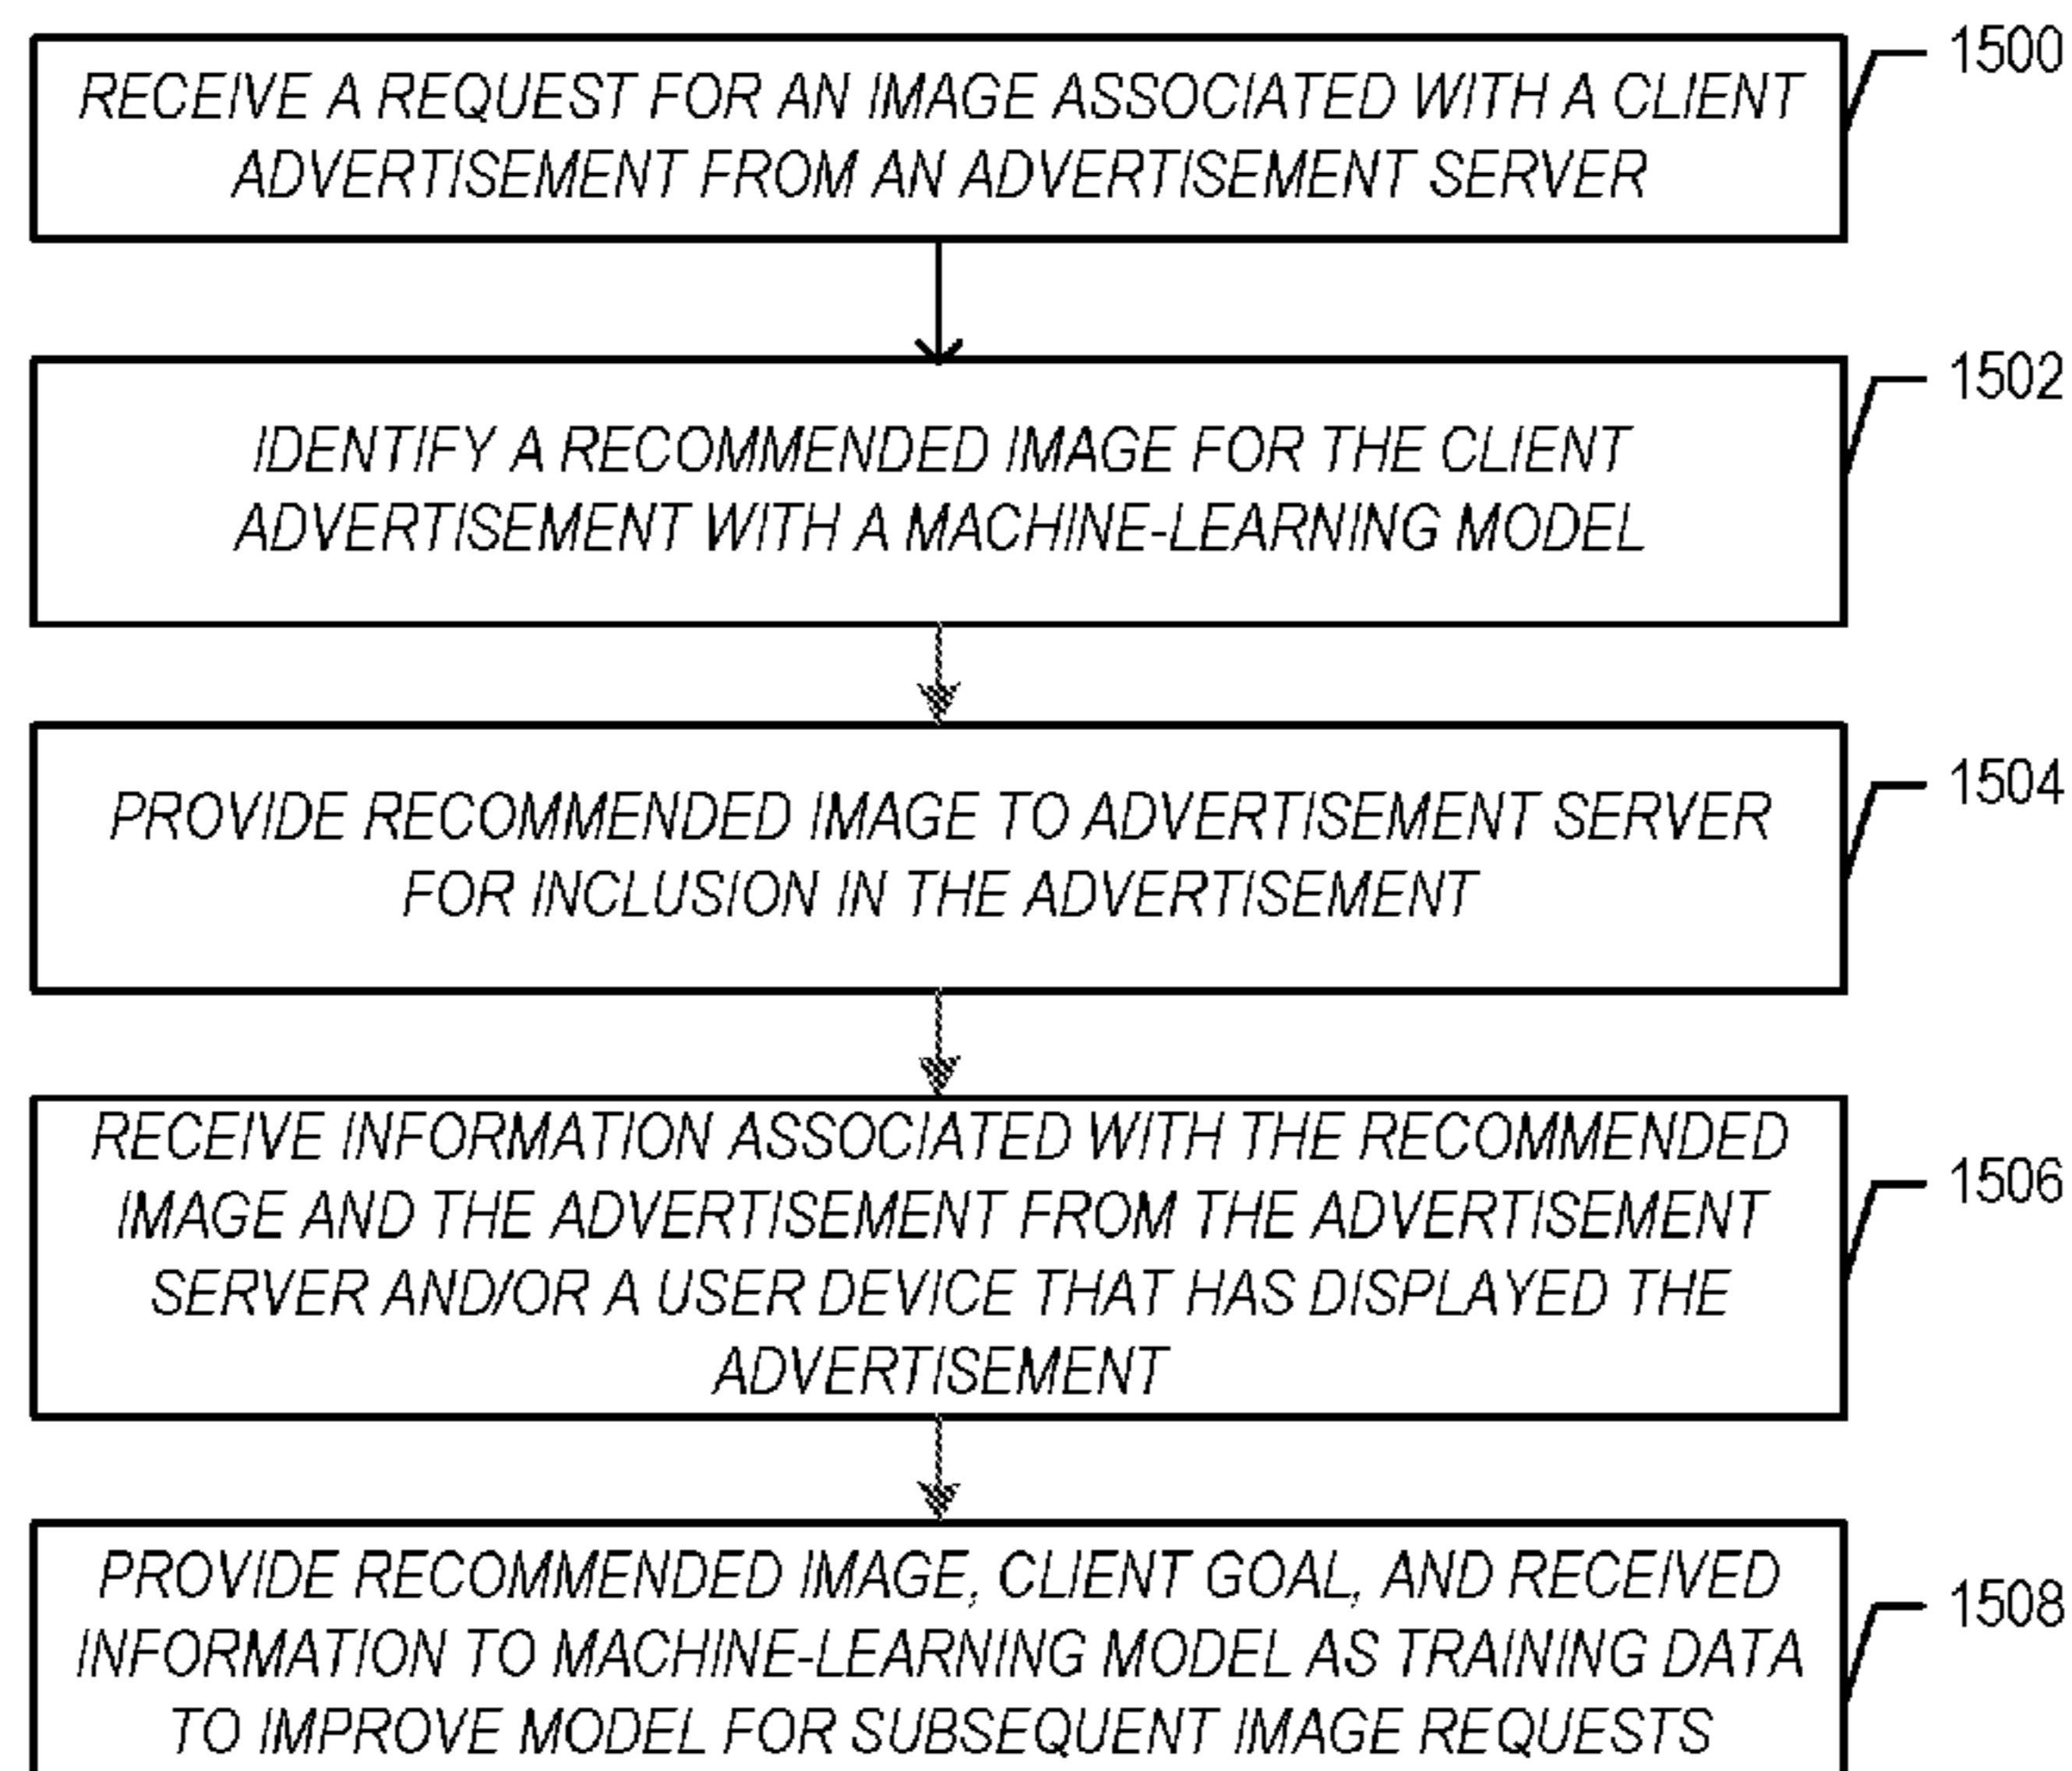 RECEIVE A REQUEST FOR AN IMAGE ASSOCIATED WITH A CLIENT
ADVERTISEMENT FROM AN ADVERTISEMENT SERVER
1500
IDENTIFY A RECOMMENDED IMAGE FOR THE CLIENT
ADVERTISEMENT WITH A MACHINE-LEARNING MODEL
1502
PROVIDE RECOMMENDED IMAGE TO ADVERTISEMENT SERVER
FOR INCLUSION IN THE ADVERTISEMENT
1504
RECEIVE INFORMATION ASSOCIATED WITH THE RECOMMENDED
IMAGE AND THE ADVERTISEMENT FROM THE ADVERTISEMENT
SERVER AND/OR A USER DEVICE THAT HAS DISPLAYED THE
ADVERTISEMENT
1506
PROVIDE RECOMMENDED IMAGE, CLIENT GOAL, AND RECEIVED
INFORMATION TO MACHINE-LEARNING MODEL AS TRAINING DATA
TO IMPROVE MODEL FOR SUBSEQUENT IMAGE REQUESTS
1508